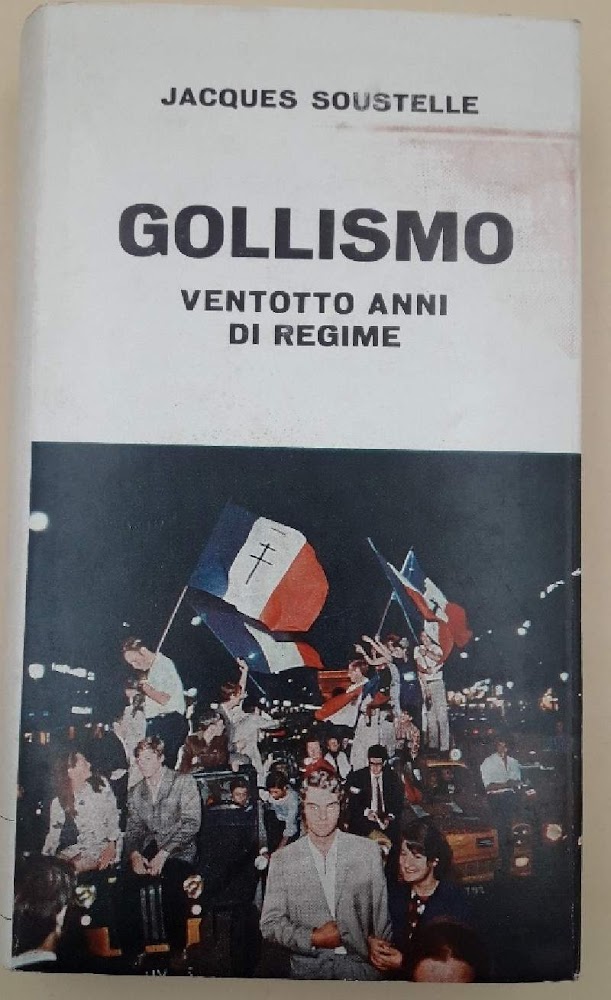 JACQUES SOUSTELLE
GOLLISMO
VENTOTTO ANNI
DI REGIME